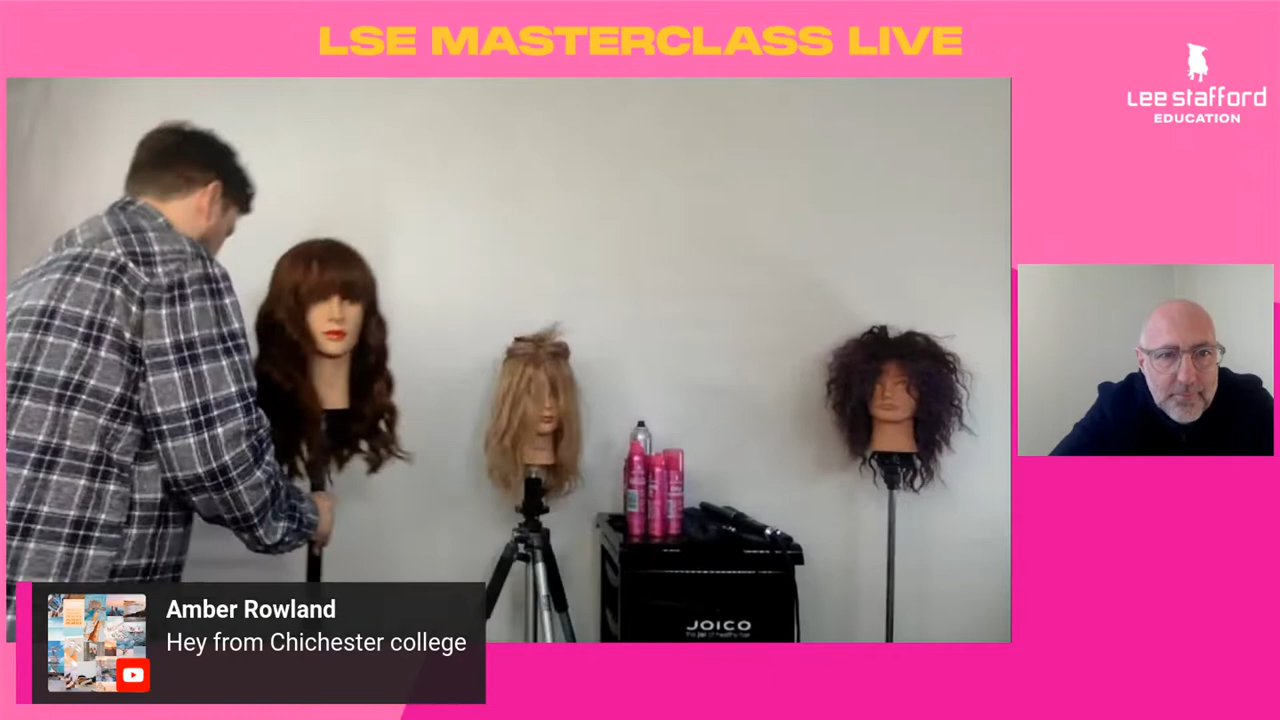 LSE MASTERCLASS LIVE
Lee Stafford
EDUCATION
JOICO
the joi of healthy hair
Amber Rowland
Hey from Chichester college